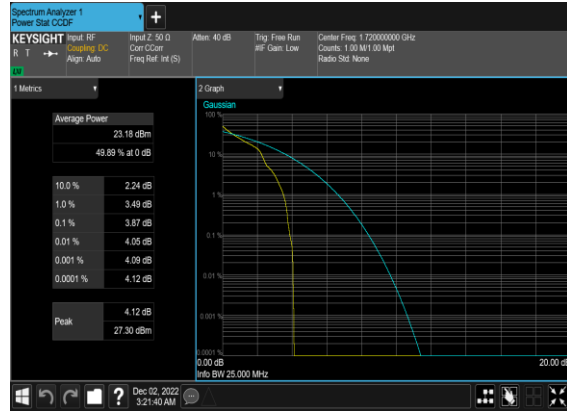 Spectrum Analyzer 1
Power Stat CCDF
KEYSIGHT
R T
Input: RF
Coupling: DC
Align: Auto
Input Z: 50 Ω
Corr CCorr
Freq Ref: Int (S)
Atten: 40 dB
Trig: Free Run
#IF Gain: Low
Center Freq: 1.720000000 GHz
Counts: 1.00 M/1.00 Mpt
Radio Std: None
1 Metrics
Average Power
23.18 dBm
49.89 % at 0 dB
10.0 % 2.24 dB
1.0 % 3.49 dB
0.1 % 3.87 dB
0.01 % 4.05 dB
0.001 % 4.09 dB
0.0001 % 4.12 dB
Peak
4.12 dB
27.30 dBm
2 Graph
Gaussian
100 %
10 %
1 %
0.1 %
0.01 %
0.001 %
0.0001 %
0.00 dB
20.00 dB
Info BW 25.000 MHz
Dec 02, 2022
3:21:40 AM